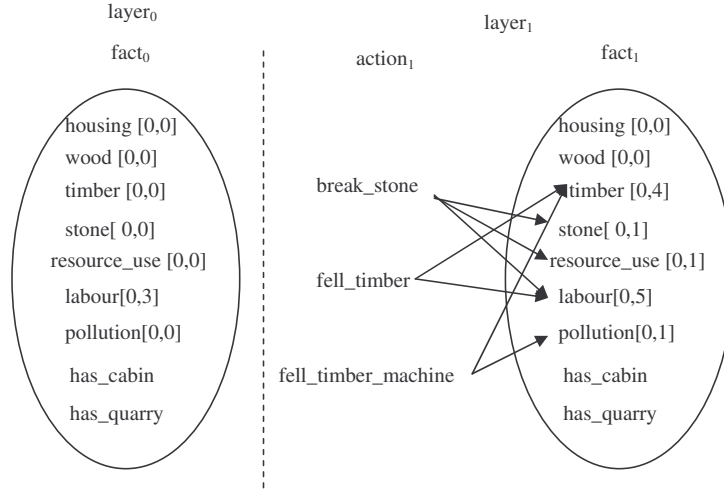 layer0
layer1
fact0
action1
fact1
housing [0,0]
wood [0,0]
timber [0,0]
stone[ 0,0]
resource_use [0,0]
labour[0,3]
pollution[0,0]
has_cabin
has_quarry
break_stone
fell_timber
fell_timber_machine
housing [0,0]
wood [0,0]
timber [0,4]
stone[ 0,1]
resource_use [0,1]
labour[0,5]
pollution[0,1]
has_cabin
has_quarry